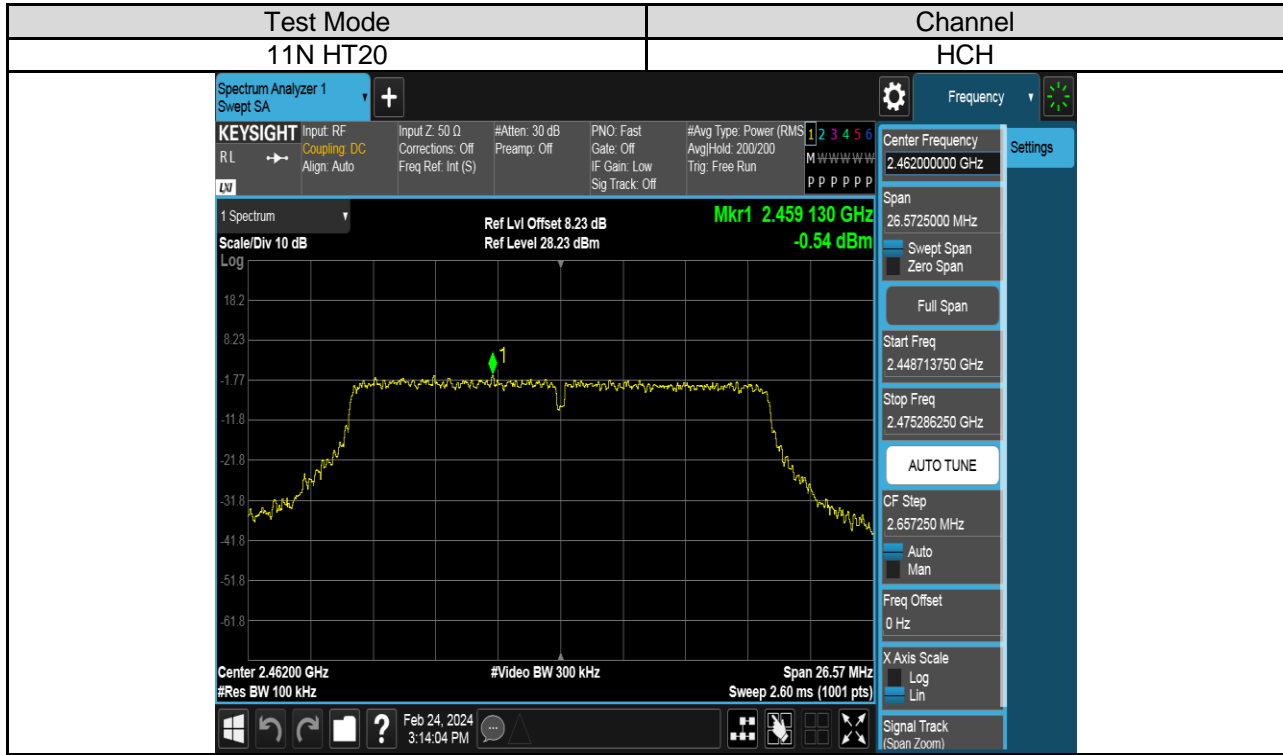 Test Mode
Channel
11N HT20
HCH
Spectrum Analyzer 1
Swept SA
+
Frequency
KEYSIGHT
RL
LXI
Input: RF
Coupling: DC
Align: Auto
Input Z: 50 Ω
Corrections: Off
Freq Ref: Int (S)
#Atten: 30 dB
Preamp: Off
PNO: Fast
Gate: Off
IF Gain: Low
Sig Track: Off
#Avg Type: Power (RMS
Avg|Hold: 200/200
Trig: Free Run
1 2 3 4 5 6
M W W W W W
P P P P P P
1 Spectrum
Scale/Div 10 dB
Log
Ref Lvl Offset 8.23 dB
Ref Level 28.23 dBm
Mkr1 2.459 130 GHz
-0.54 dBm
18.2
8.23
1
-1.77
-11.8
-21.8
-31.8
-41.8
-51.8
-61.8
Center 2.46200 GHz
#Res BW 100 kHz
#Video BW 300 kHz
Span 26.57 MHz
Sweep 2.60 ms (1001 pts)
?
Feb 24, 2024
3:14:04 PM
Center Frequency
2.462000000 GHz
Settings
Span
26.5725000 MHz
Swept Span
Zero Span
Full Span
Start Freq
2.448713750 GHz
Stop Freq
2.475286250 GHz
AUTO TUNE
CF Step
2.657250 MHz
Auto
Man
Freq Offset
0 Hz
X Axis Scale
Log
Lin
Signal Track
(Span Zoom)